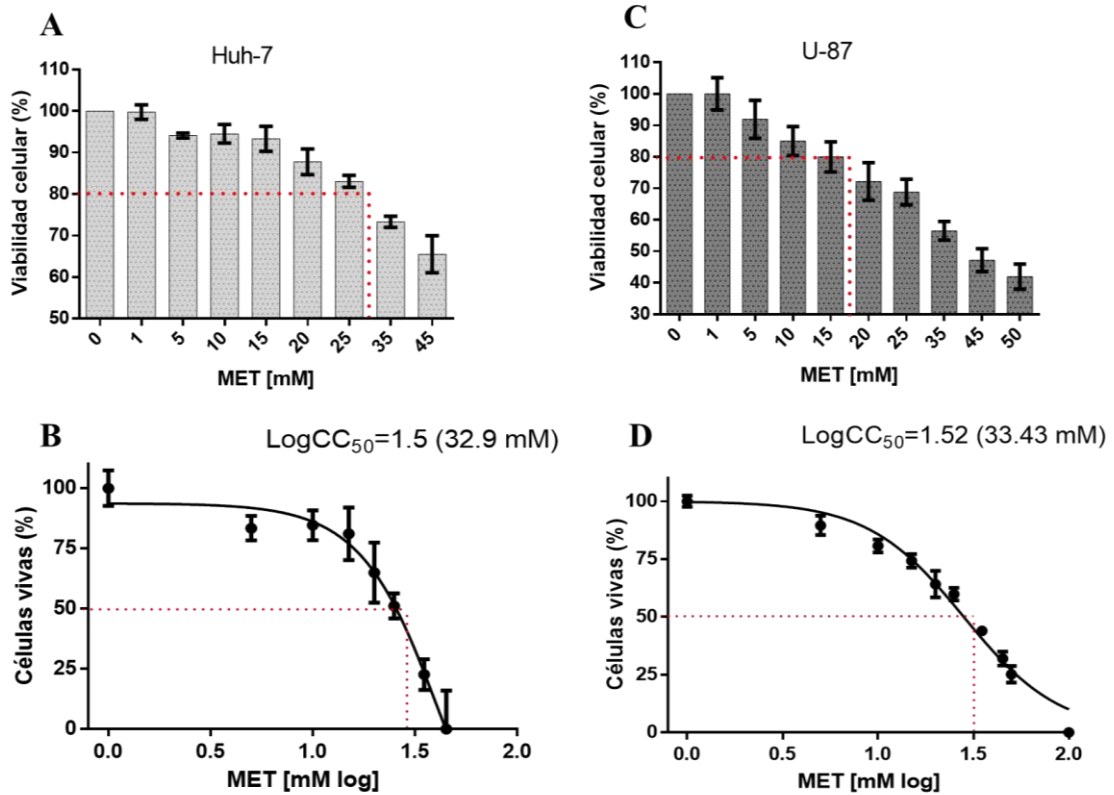 A
Huh-7
Viabilidad celular (%)
110
100
90
80
70
60
50
0 1 5 10 15 20 25 35 45
MET [mM]
C
U-87
Viabilidad celular (%)
110
100
90
80
70
60
50
40
30
0 1 5 10 15 20 25 35 45 50
MET [mM]
B
LogCC₅₀=1.5 (32.9 mM)
Células vivas (%)
100
75
50
25
0
0.0 0.5 1.0 1.5 2.0
MET [mM log]
D
LogCC₅₀=1.52 (33.43 mM)
Células vivas (%)
100
75
50
25
0
0.0 0.5 1.0 1.5 2.0
MET [mM log]